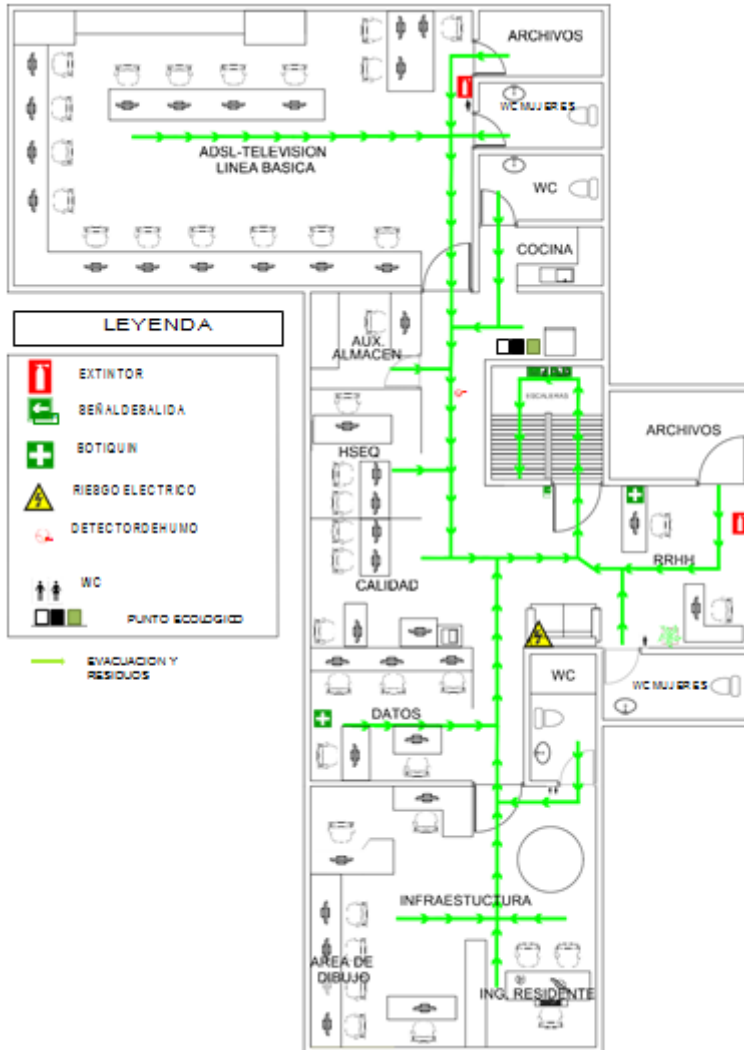 ARCHIVOS
WC MUJERES
ADSL-TELEVISION
LINEA BASICA
WC
COCINA
LEYENDA
EXTINTOR
SEÑALDESALIDA
BOTIQUIN
RIESGO ELECTRICO
DETECTORDEHUMO
WC
PUNTO ECOLOGICO
EVACUACION Y
RESIDUOS
AUX.
ALMACEN
ESCALERAS
ARCHIVOS
HSEQ
RRHH
CALIDAD
WC
WC MUJERES
DATOS
INFRAESTUCTURA
AREA DE
DIBUJO
ING. RESIDENTE